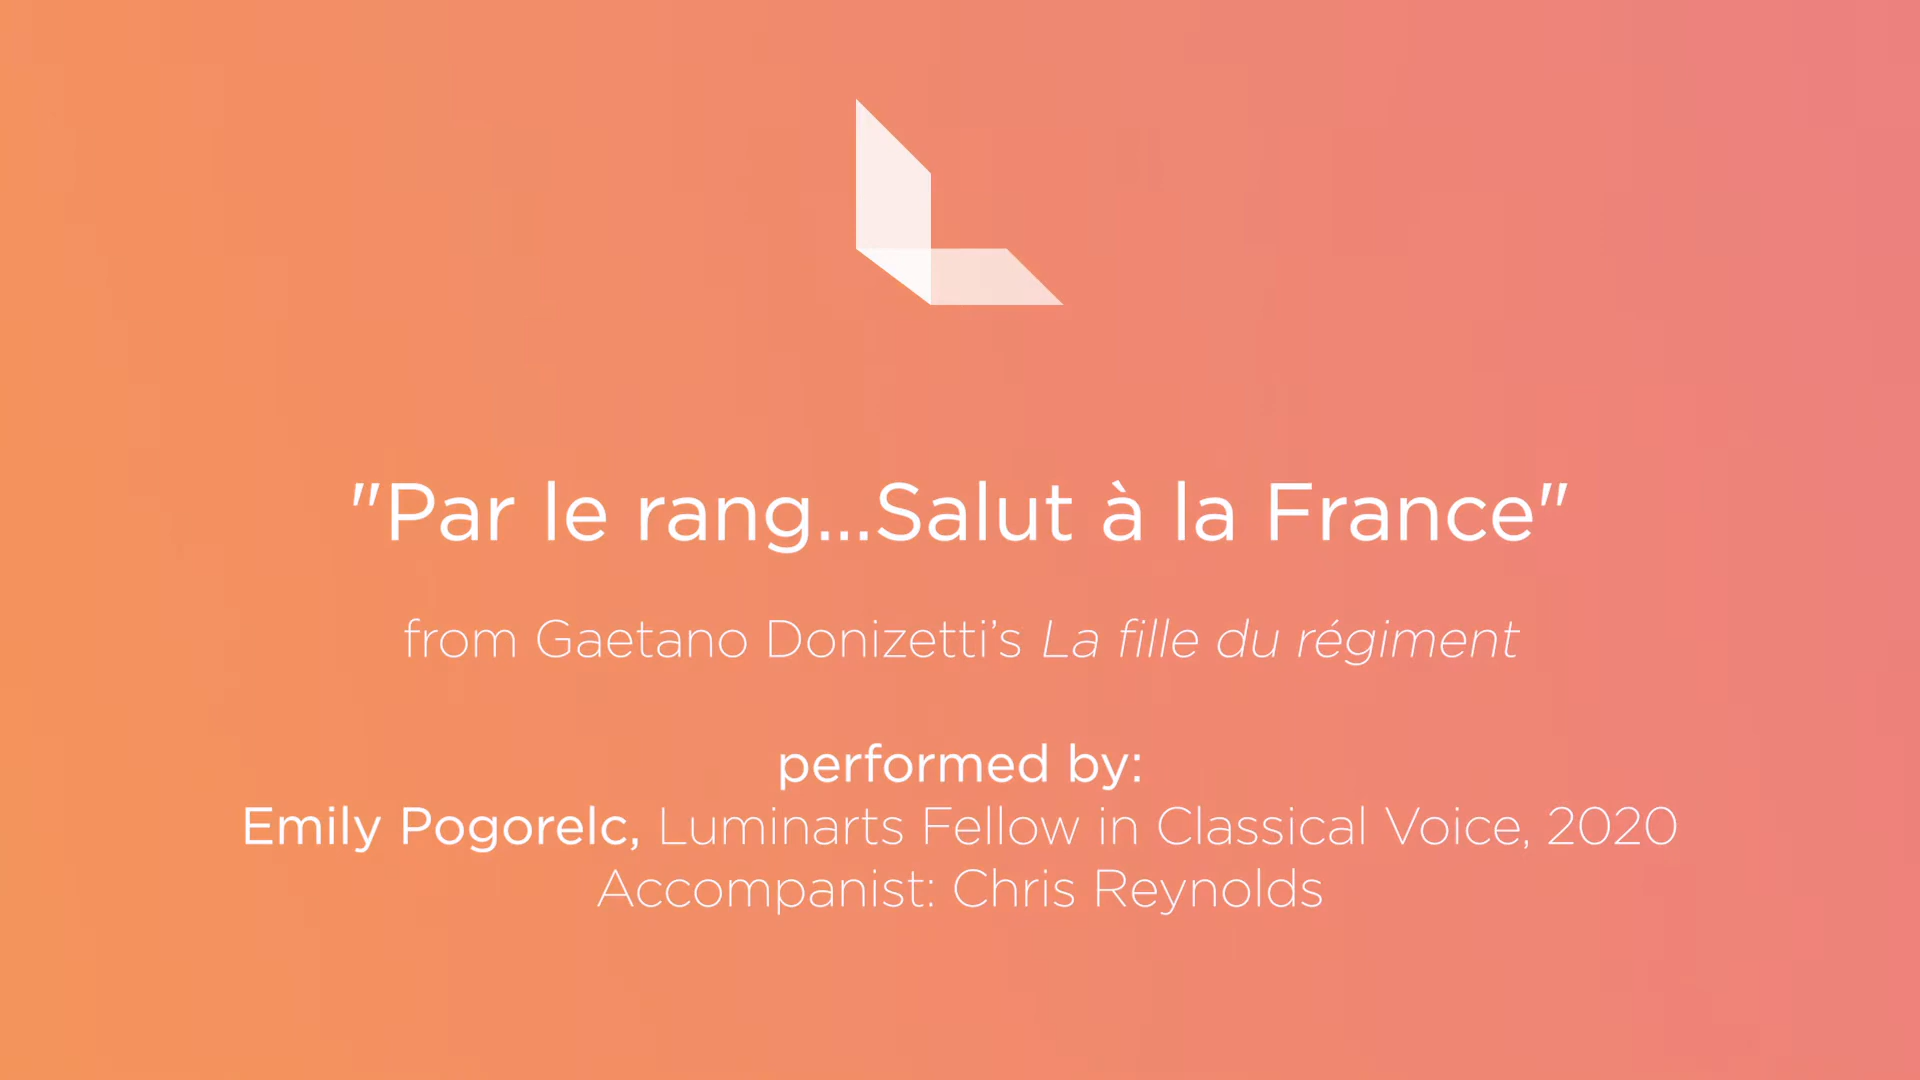 "Par le rang...Salut à la France"
from Gaetano Donizetti’s La fille du régiment
performed by:
Emily Pogorelc, Luminarts Fellow in Classical Voice, 2020
Accompanist: Chris Reynolds